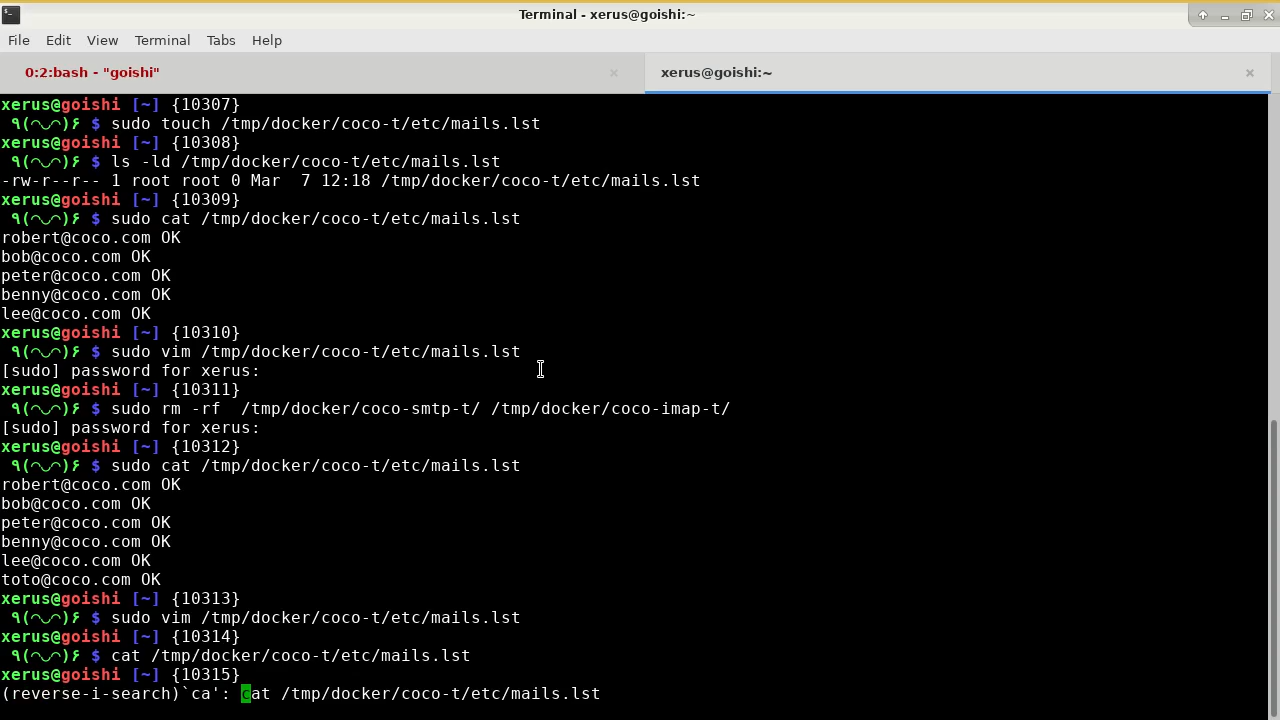 Terminal - xerus@goishi:~
File Edit View Terminal Tabs Help
0:2:bash - "goishi"
xerus@goishi:~
xerus@goishi [~] {10307}
٩(◠◡◠)۶ $ sudo touch /tmp/docker/coco-t/etc/mails.lst
xerus@goishi [~] {10308}
٩(◠◡◠)۶ $ ls -ld /tmp/docker/coco-t/etc/mails.lst
-rw-r--r-- 1 root root 0 Mar  7 12:18 /tmp/docker/coco-t/etc/mails.lst
xerus@goishi [~] {10309}
٩(◠◡◠)۶ $ sudo cat /tmp/docker/coco-t/etc/mails.lst
robert@coco.com OK
bob@coco.com OK
peter@coco.com OK
benny@coco.com OK
lee@coco.com OK
xerus@goishi [~] {10310}
٩(◠◡◠)۶ $ sudo vim /tmp/docker/coco-t/etc/mails.lst
[sudo] password for xerus:
xerus@goishi [~] {10311}
٩(◠◡◠)۶ $ sudo rm -rf  /tmp/docker/coco-smtp-t/ /tmp/docker/coco-imap-t/
[sudo] password for xerus:
xerus@goishi [~] {10312}
٩(◠◡◠)۶ $ sudo cat /tmp/docker/coco-t/etc/mails.lst
robert@coco.com OK
bob@coco.com OK
peter@coco.com OK
benny@coco.com OK
lee@coco.com OK
toto@coco.com OK
xerus@goishi [~] {10313}
٩(◠◡◠)۶ $ sudo vim /tmp/docker/coco-t/etc/mails.lst
xerus@goishi [~] {10314}
٩(◠◡◠)۶ $ cat /tmp/docker/coco-t/etc/mails.lst
xerus@goishi [~] {10315}
(reverse-i-search)`ca': cat /tmp/docker/coco-t/etc/mails.lst